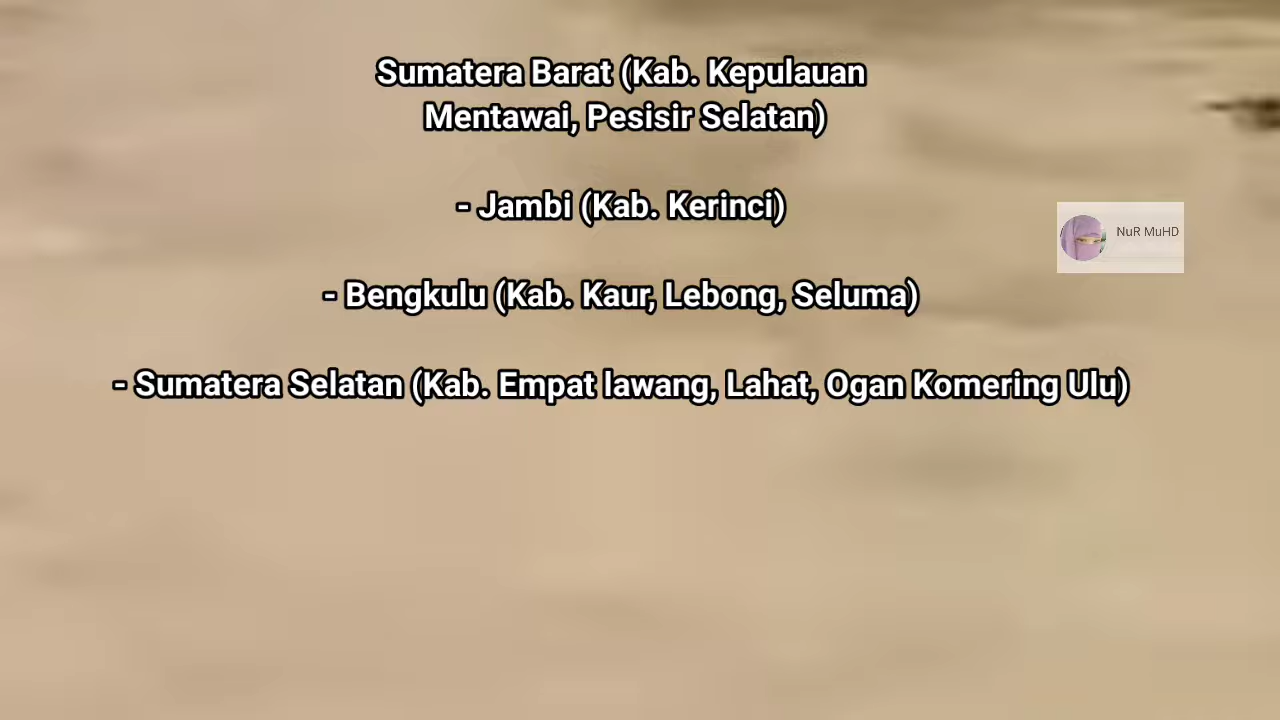 Sumatera Barat (Kab. Kepulauan
Mentawai, Pesisir Selatan)
- Jambi (Kab. Kerinci)
NuR MuHD
- Bengkulu (Kab. Kaur, Lebong, Seluma)
- Sumatera Selatan (Kab. Empat lawang, Lahat, Ogan Komering Ulu)